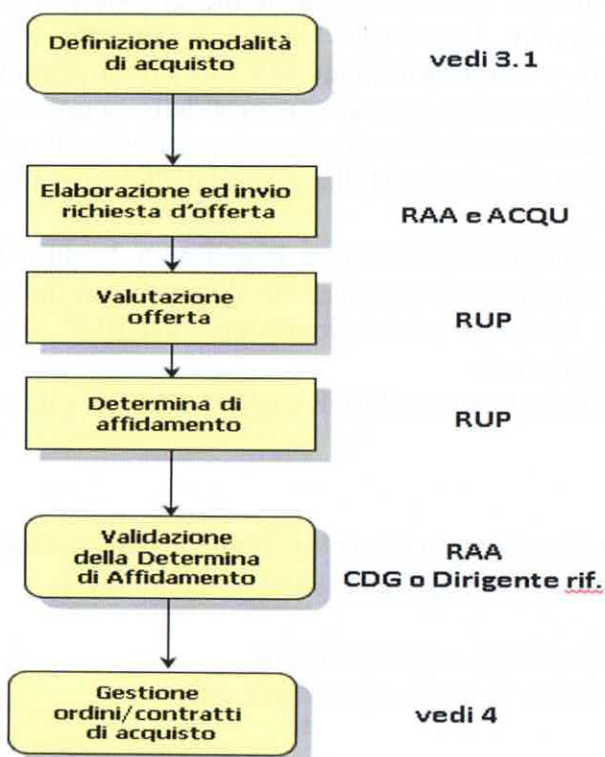 Definizione modalità
di acquisto
vedi 3.1
Elaborazione ed invio
richiesta d'offerta
RAA e ACQU
Valutazione
offerta
RUP
Determina di
affidamento
RUP
Validazione
della Determina
di Affidamento
RAA
CDG o Dirigente rif.
Gestione
ordini/contratti
di acquisto
vedi 4